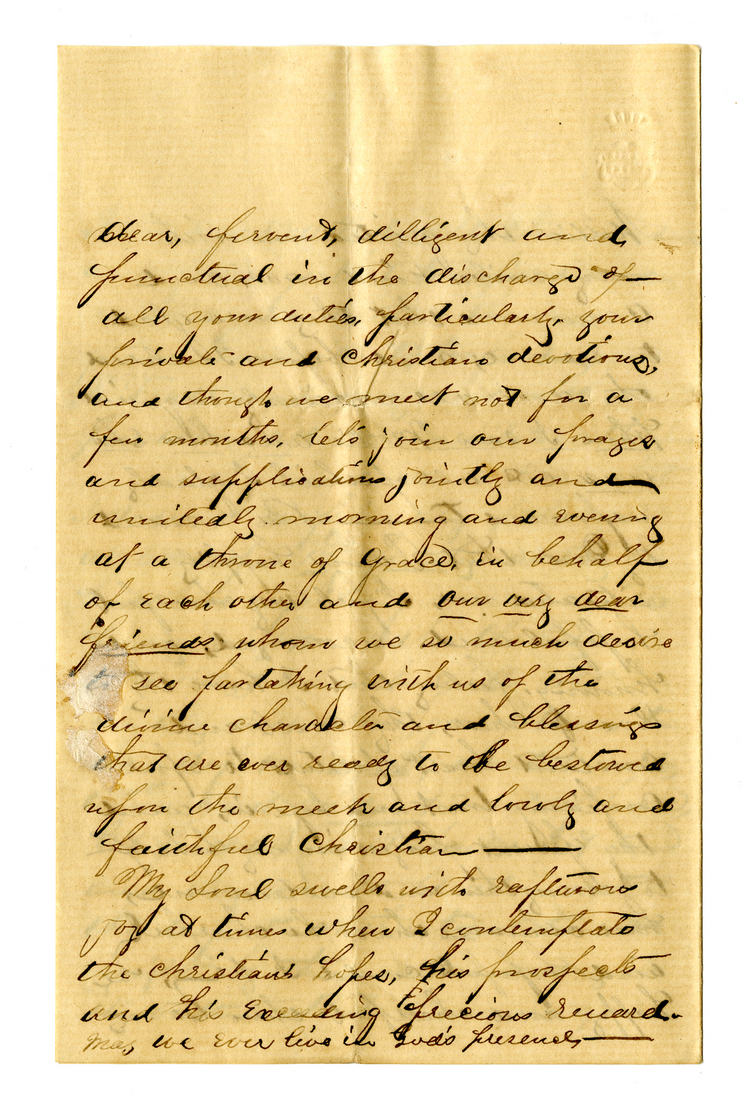 dear, fervent, dilligent and
punctual in the discharge of
all your duties, particularly, your
private and Christian devotions,
and though we meet not for a
few months, let's join our prayers
and supplications jointly and
unitedly morning and evening
at a throne of Grace, in behalf
of each other and our very dear
friends whom we so much desire
to see partaking with us of the
divine character and blessings
that are ever ready to be bestowed
upon the meek and lowly and
faithful Christian
My Soul swells with rapturous
joy at times when I contemplate
the christian's hopes, his prospects
and his Exceeding precious reward.
May we ever live in God's presence